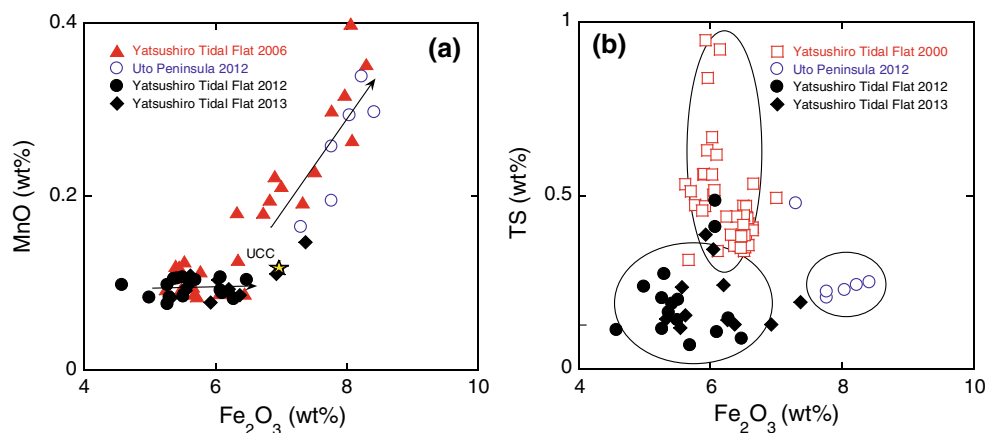 0.4
(a)
Yatsushiro Tidal Flat 2006
Uto Peninsula 2012
Yatsushiro Tidal Flat 2012
Yatsushiro Tidal Flat 2013
MnO (wt%)
0.2
UCC
0
4 6 8 10
Fe₂O₃ (wt%)
1
(b)
Yatsushiro Tidal Flat 2000
Uto Peninsula 2012
Yatsushiro Tidal Flat 2012
Yatsushiro Tidal Flat 2013
TS (wt%)
0.5
0
4 6 8 10
Fe₂O₃ (wt%)